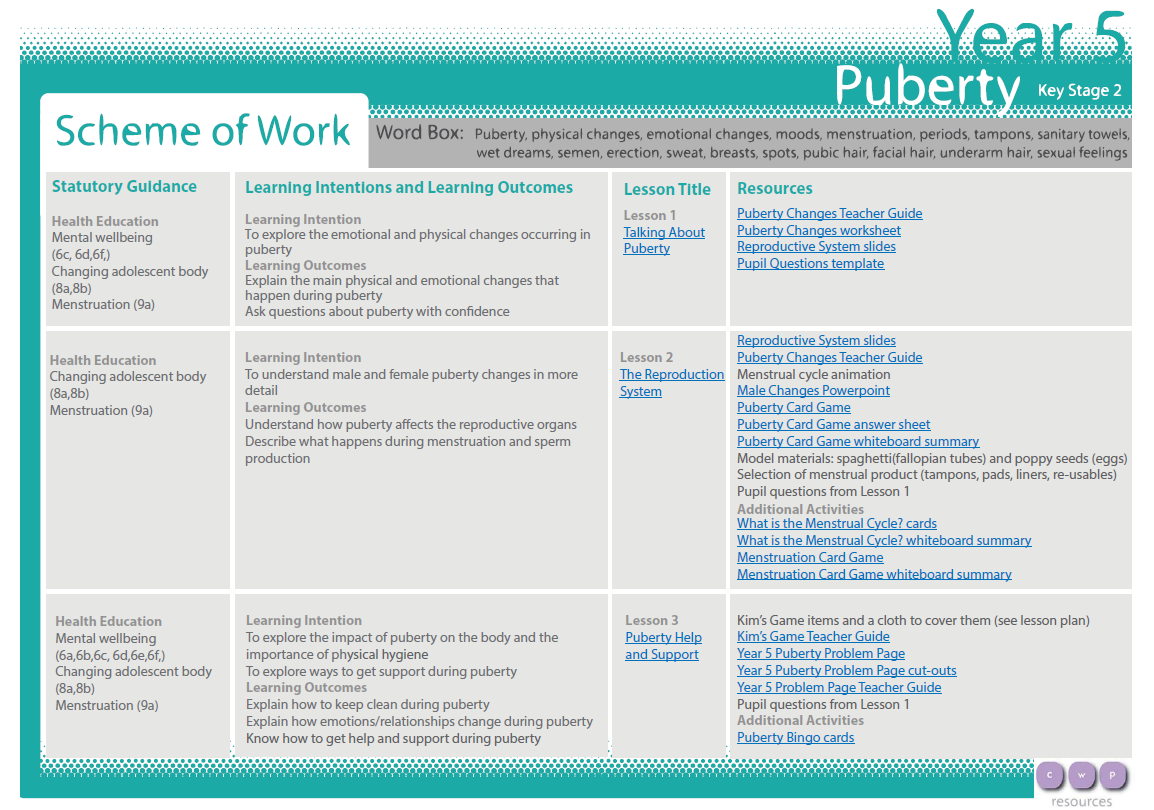 Year 5
Puberty Key Stage 2
Scheme of Work
Word Box: Puberty, physical changes, emotional changes, moods, menstruation, periods, tampons, sanitary towels,
wet dreams, semen, erection, sweat, breasts, spots, pubic hair, facial hair, underarm hair, sexual feelings
Statutory Guidance
Health Education
Mental wellbeing
(6c, 6d,6f,)
Changing adolescent body
(8a,8b)
Menstruation (9a)
Learning Intentions and Learning Outcomes
Learning Intention
To explore the emotional and physical changes occurring in
puberty
Learning Outcomes
Explain the main physical and emotional changes that
happen during puberty
Ask questions about puberty with confidence
Lesson Title
Lesson 1
Talking About
Puberty
Resources
Puberty Changes Teacher Guide
Puberty Changes worksheet
Reproductive System slides
Pupil Questions template
Health Education
Changing adolescent body
(8a,8b)
Menstruation (9a)
Learning Intention
To understand male and female puberty changes in more
detail
Learning Outcomes
Understand how puberty affects the reproductive organs
Describe what happens during menstruation and sperm
production
Lesson 2
The Reproduction
System
Reproductive System slides
Puberty Changes Teacher Guide
Menstrual cycle animation
Male Changes Powerpoint
Puberty Card Game
Puberty Card Game answer sheet
Puberty Card Game whiteboard summary
Model materials: spaghetti(fallopian tubes) and poppy seeds (eggs)
Selection of menstrual product (tampons, pads, liners, re-usables)
Pupil questions from Lesson 1
Additional Activities
What is the Menstrual Cycle? cards
What is the Menstrual Cycle? whiteboard summary
Menstruation Card Game
Menstruation Card Game whiteboard summary
Health Education
Mental wellbeing
(6a,6b,6c, 6d,6e,6f,)
Changing adolescent body
(8a,8b)
Menstruation (9a)
Learning Intention
To explore the impact of puberty on the body and the
importance of physical hygiene
To explore ways to get support during puberty
Learning Outcomes
Explain how to keep clean during puberty
Explain how emotions/relationships change during puberty
Know how to get help and support during puberty
Lesson 3
Puberty Help
and Support
Kim's Game items and a cloth to cover them (see lesson plan)
Kim's Game Teacher Guide
Year 5 Puberty Problem Page
Year 5 Puberty Problem Page cut-outs
Year 5 Problem Page Teacher Guide
Pupil questions from Lesson 1
Additional Activities
Puberty Bingo cards
c w p
resources